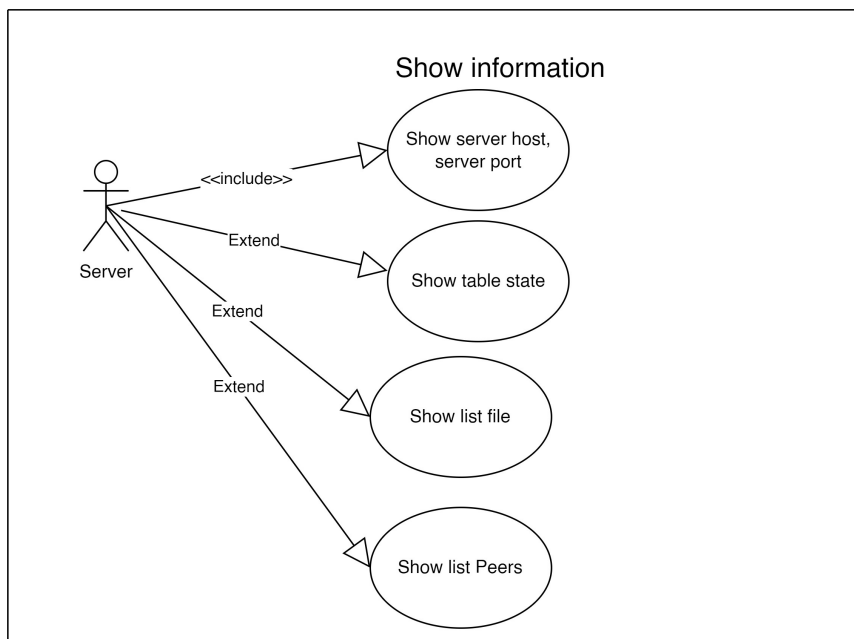 Show information
Show server host,
server port
<<include>>
Extend
Server
Show table state
Extend
Extend
Show list file
Show list Peers